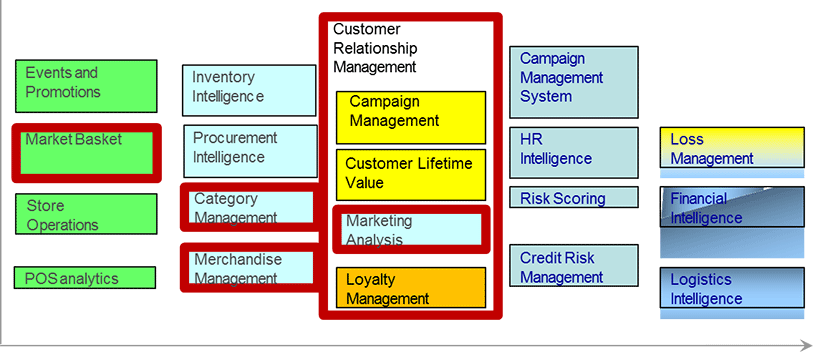 Events and
Promotions
Market Basket
Store
Operations
POS analytics
Inventory
Intelligence
Procurement
Intelligence
Category
Management
Merchandise
Management
Customer
Relationship
Management
Campaign
Management
Customer Lifetime
Value
Marketing
Analysis
Loyalty
Management
Campaign
Management
System
HR
Intelligence
Risk Scoring
Credit Risk
Management
Loss
Management
Financial
Intelligence
Logistics
Intelligence